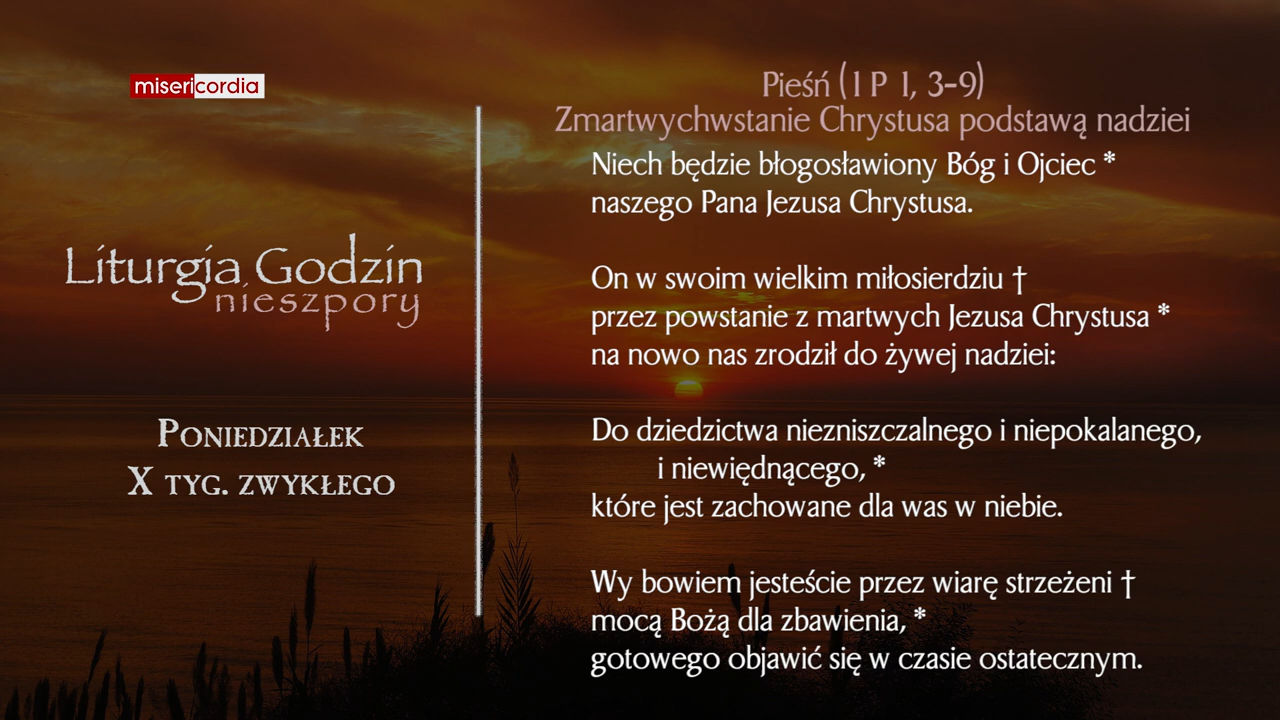 misericordia
Liturgia Godzin
nieszpory
Poniedziałek
X tyg. zwykłego
Pieśń (1 P 1, 3-9)
Zmartwychwstanie Chrystusa podstawą nadziei
Niech będzie błogosławiony Bóg i Ojciec *
naszego Pana Jezusa Chrystusa.
On w swoim wielkim miłosierdziu †
przez powstanie z martwych Jezusa Chrystusa *
na nowo nas zrodził do żywej nadziei:
Do dziedzictwa niezniszczalnego i niepokalanego,
i niewiędnącego, *
które jest zachowane dla was w niebie.
Wy bowiem jesteście przez wiarę strzeżeni †
mocą Bożą dla zbawienia, *
gotowego objawić się w czasie ostatecznym.